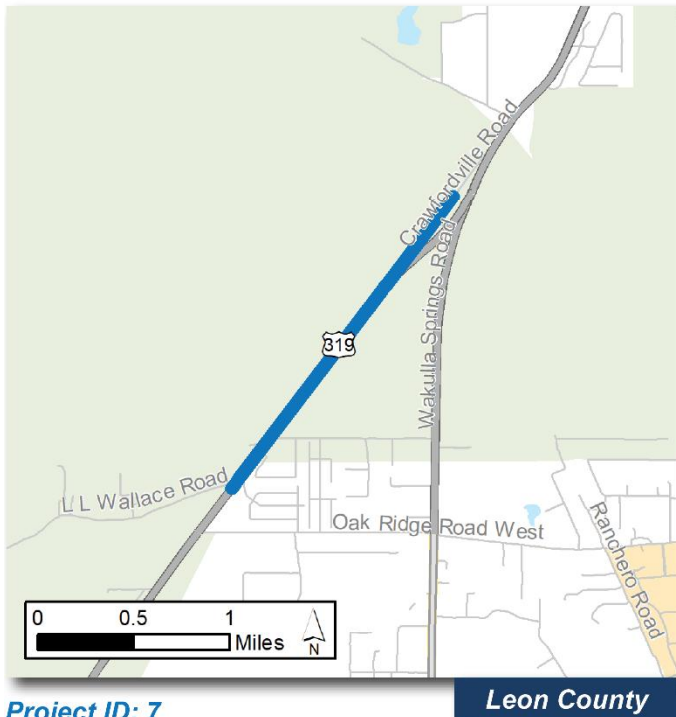 Crawfordville Road
Wakulla Springs Road
319
L L Wallace Road
Oak Ridge Road West
Ranchero Road
0 0.5 1
Miles
N
Project ID: 7
Leon County